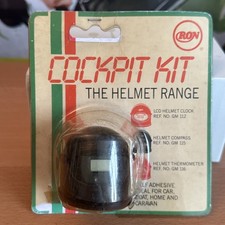 RON
COCKPIT KIT
THE HELMET RANGE
LCD HELMET CLOCK
REF. NO. GM 112
HELMET COMPASS
REF. NO. GM 115
HELMET THERMOMETER
REF. NO. GM 116
ADHESIVE
FOR CAR,
BOAT, HOME AND
CARAVAN